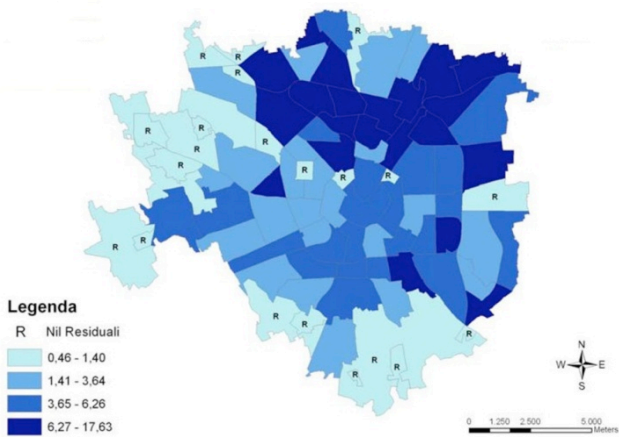 R
R R
R
R R
R
R
R
R
R R
R
R
R
R
R
R
R
R
R
R
Legenda
R Nil Residuali
0,46 - 1,40
1,41 - 3,64
3,65 - 6,26
6,27 - 17,63
N
W E
S
0 1.250 2.500 5.000
Meters